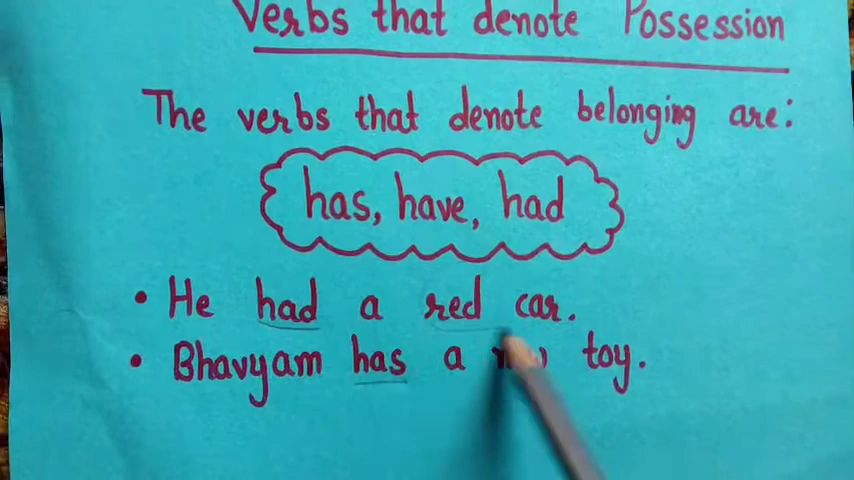 Verbs that denote Possession
The verbs that denote belonging are:
has, have, had
• He had a red car.
• Bhavyam has a toy.